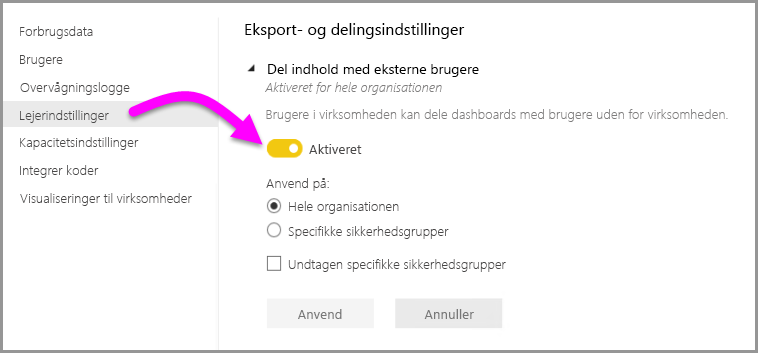 Forbrugsdata
Brugere
Overvågningslogge
Lejerindstillinger
Kapacitetsindstillinger
Integrer koder
Visualiseringer til virksomheder
Eksport- og delingsindstillinger
Del indhold med eksterne brugere
Aktiveret for hele organisationen
Brugere i virksomheden kan dele dashboards med brugere uden for virksomheden.
Aktiveret
Anvend på:
Hele organisationen
Specifikke sikkerhedsgrupper
Undtagen specifikke sikkerhedsgrupper
Anvend
Annuller